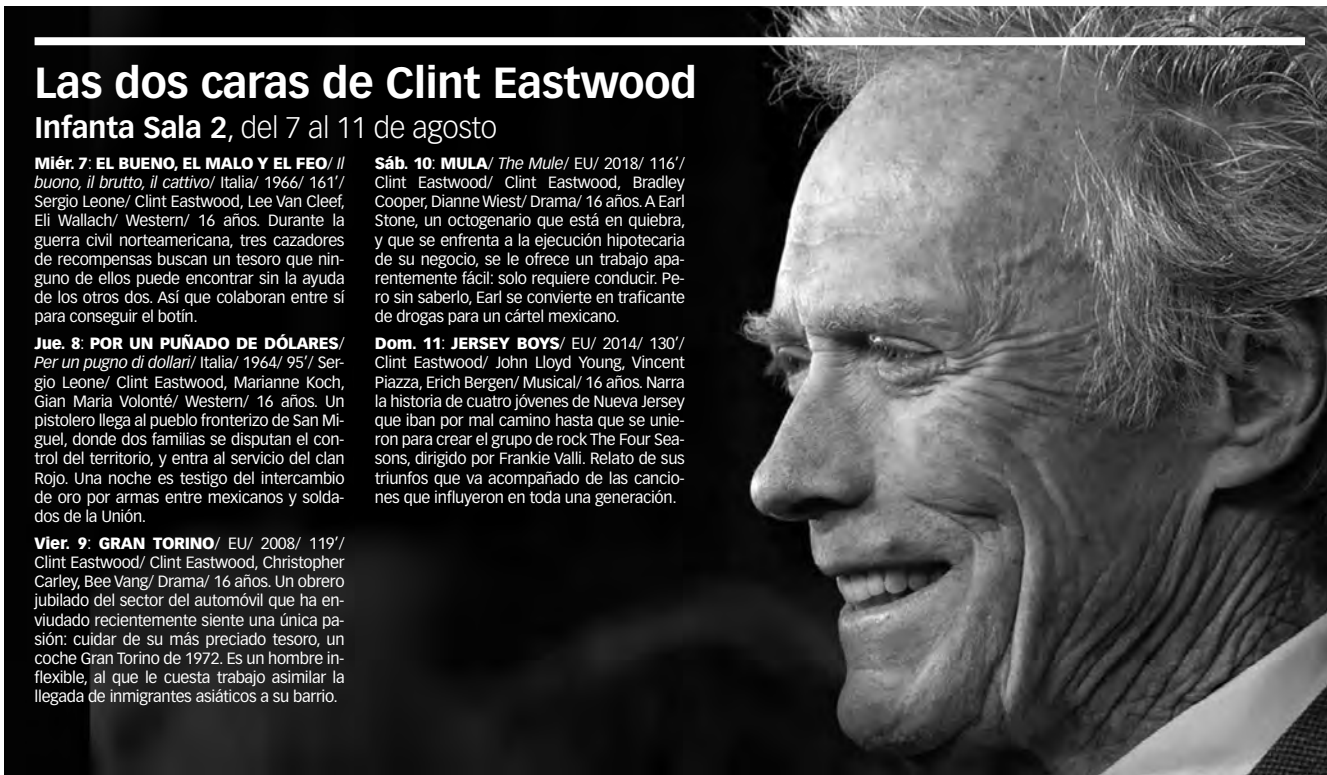 Las dos caras de Clint Eastwood
Infanta Sala 2, del 7 al 11 de agosto
Miér. 7: EL BUENO, EL MALO Y EL FEO/ Il
buono, il brutto, il cattivo/ Italia/ 1966/ 161’/
Sergio Leone/ Clint Eastwood, Lee Van Cleef,
Eli Wallach/ Western/ 16 años. Durante la
guerra civil norteamericana, tres cazadores
de recompensas buscan un tesoro que nin-
guno de ellos puede encontrar sin la ayuda
de los otros dos. Así que colaboran entre sí
para conseguir el botín.
Jue. 8: POR UN PUÑADO DE DÓLARES/
Per un pugno di dollari/ Italia/ 1964/ 95’/ Ser-
gio Leone/ Clint Eastwood, Marianne Koch,
Gian Maria Volonté/ Western/ 16 años. Un
pistolero llega al pueblo fronterizo de San Mi-
guel, donde dos familias se disputan el con-
trol del territorio, y entra al servicio del clan
Rojo. Una noche es testigo del intercambio
de oro por armas entre mexicanos y solda-
dos de la Unión.
Vier. 9: GRAN TORINO/ EU/ 2008/ 119’/
Clint Eastwood/ Clint Eastwood, Christopher
Carley, Bee Vang/ Drama/ 16 años. Un obrero
jubilado del sector del automóvil que ha en-
viudado recientemente siente una única pa-
sión: cuidar de su más preciado tesoro, un
coche Gran Torino de 1972. Es un hombre in-
flexible, al que le cuesta trabajo asimilar la
llegada de inmigrantes asiáticos a su barrio.
Sáb. 10: MULA/ The Mule/ EU/ 2018/ 116’/
Clint Eastwood/ Clint Eastwood, Bradley
Cooper, Dianne Wiest/ Drama/ 16 años. A Earl
Stone, un octogenario que está en quiebra,
y que se enfrenta a la ejecución hipotecaria
de su negocio, se le ofrece un trabajo apa-
rentemente fácil: solo requiere conducir. Pe-
ro sin saberlo, Earl se convierte en traficante
de drogas para un cártel mexicano.
Dom. 11: JERSEY BOYS/ EU/ 2014/ 130’/
Clint Eastwood/ John Lloyd Young, Vincent
Piazza, Erich Bergen/ Musical/ 16 años. Narra
la historia de cuatro jóvenes de Nueva Jersey
que iban por mal camino hasta que se unie-
ron para crear el grupo de rock The Four Sea-
sons, dirigido por Frankie Valli. Relato de sus
triunfos que va acompañado de las cancio-
nes que influyeron en toda una generación.